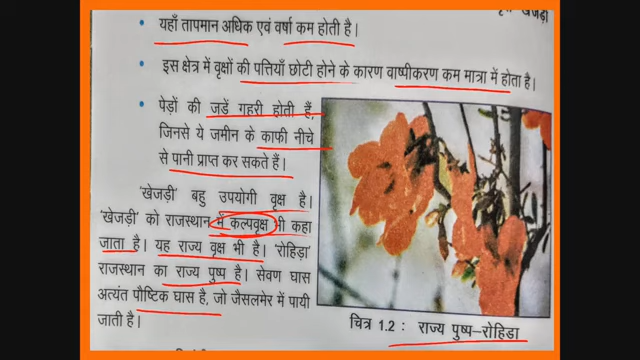 खेजड़ी
यहाँ तापमान अधिक एवं वर्षा कम होती है।
इस क्षेत्र में वृक्षों की पत्तियाँ छोटी होने के कारण वाष्पीकरण कम मात्रा में होता है।
पेड़ों की जड़ें गहरी होती हैं,
जिनसे ये जमीन के काफी नीचे
से पानी प्राप्त कर सकते हैं।
'खेजड़ी' बहु उपयोगी वृक्ष है।
'खेजड़ी' को राजस्थान में कल्पवृक्ष भी कहा
जाता है। यह राज्य वृक्ष भी है। 'रोहिड़ा'
राजस्थान का राज्य पुष्प है। सेवण घास
अत्यंत पौष्टिक घास है, जो जैसलमेर में पायी
जाती है।
चित्र 1.2 : राज्य पुष्प–रोहिडा